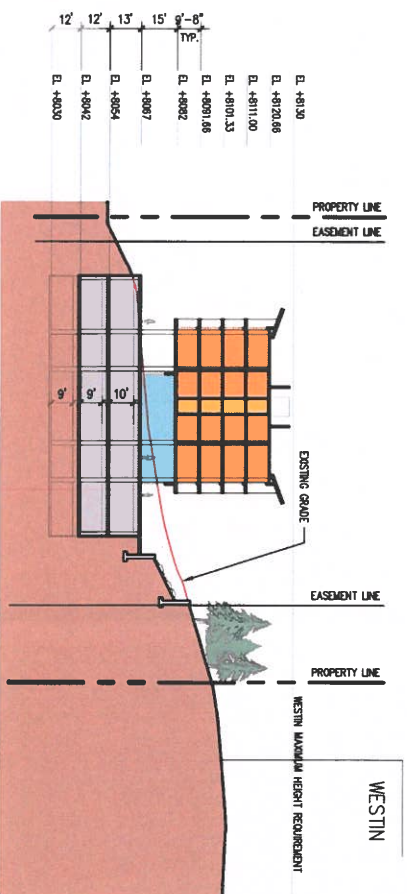 12'
12'
13'
15'
9'-8"
TYP.
EL +8030
EL +8042
EL +8054
EL +8067
EL +8082
EL +8091.66
EL +8101.33
EL +8111.00
EL +8120.66
EL +8130
PROPERTY LINE
EASEMENT LINE
9'
9'
10'
EXISTING GRADE
EASEMENT LINE
PROPERTY LINE
WESTIN MAXIMUM HEIGHT REQUIREMENT
WESTIN